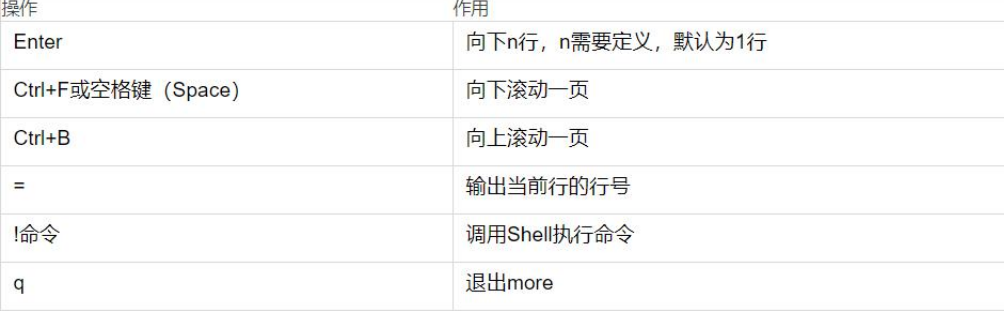 操作 作用
Enter 向下n行，n需要定义，默认为1行
Ctrl+F或空格键（Space） 向下滚动一页
Ctrl+B 向上滚动一页
= 输出当前行的行号
!命令 调用Shell执行命令
q 退出more